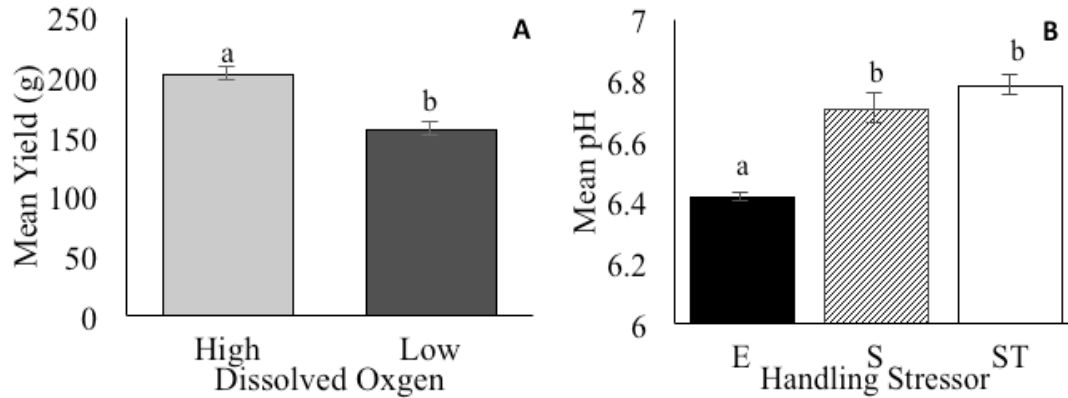 A
Mean Yield (g)
250
200
150
100
50
0
a
b
High Low
Dissolved Oxgen
B
Mean pH
7
6.8
6.6
6.4
6.2
6
a
b
b
E S ST
Handling Stressor